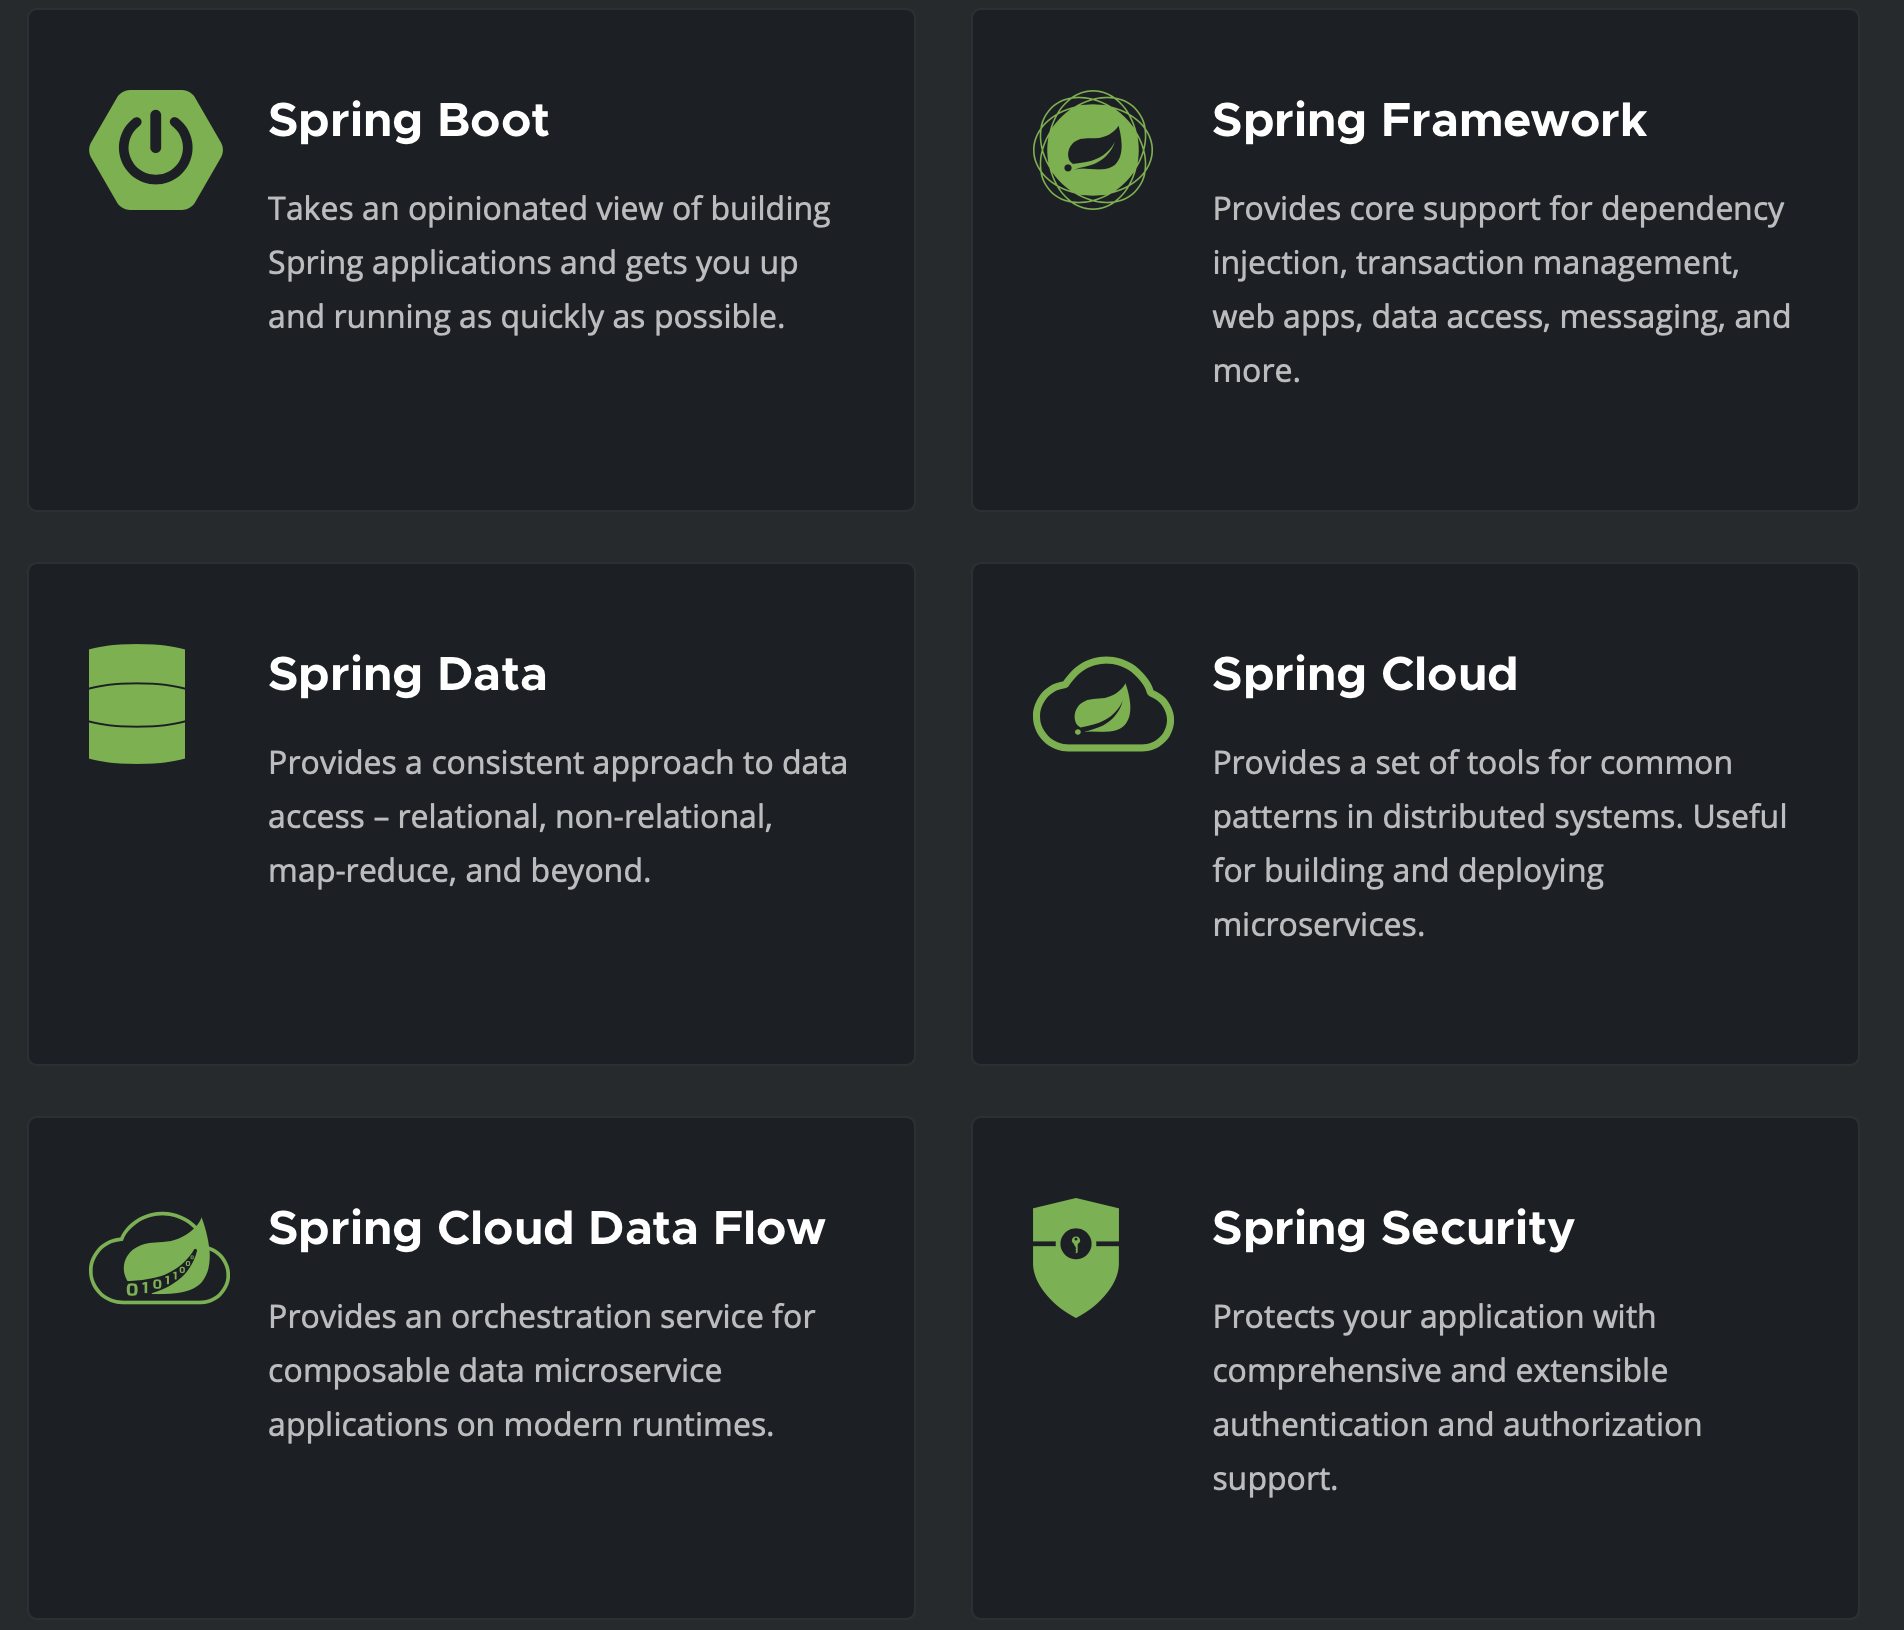 Spring Boot
Takes an opinionated view of building
Spring applications and gets you up
and running as quickly as possible.
Spring Framework
Provides core support for dependency
injection, transaction management,
web apps, data access, messaging, and
more.
Spring Data
Provides a consistent approach to data
access – relational, non-relational,
map-reduce, and beyond.
Spring Cloud
Provides a set of tools for common
patterns in distributed systems. Useful
for building and deploying
microservices.
0101100
Spring Cloud Data Flow
Provides an orchestration service for
composable data microservice
applications on modern runtimes.
Spring Security
Protects your application with
comprehensive and extensible
authentication and authorization
support.